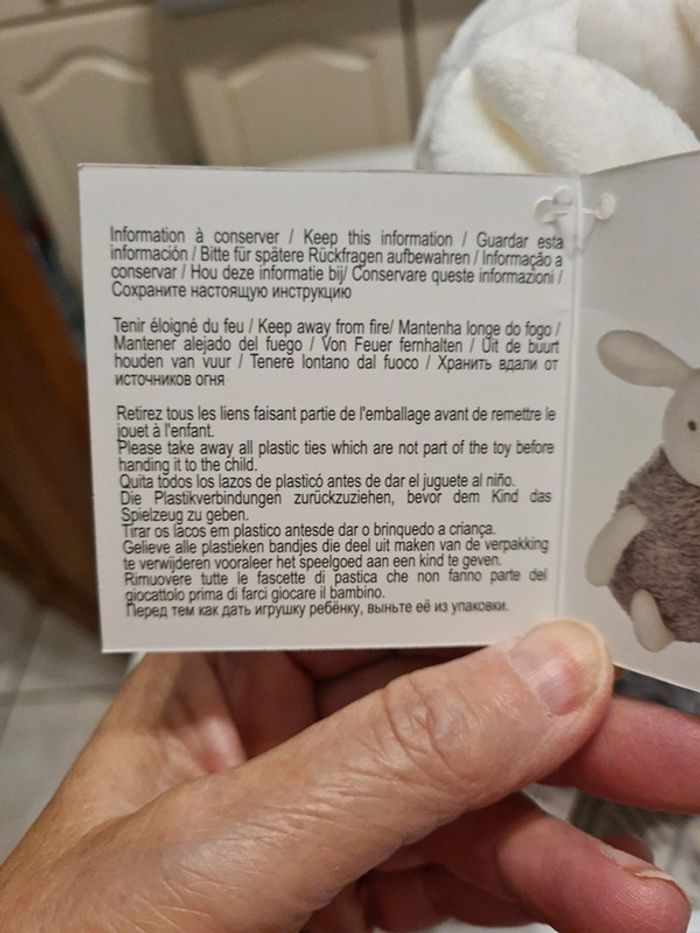 Information à conserver / Keep this information / Guardar esta
información / Bitte für spätere Rückfragen aufbewahren / Informação a
conservar / Hou deze informatie bij/ Conservare queste informazioni /
Сохраните настоящую инструкцию
Tenir éloigné du feu / Keep away from fire/ Mantenha longe do fogo /
Mantener alejado del fuego / Von Feuer fernhalten / Uit de buurt
houden van vuur / Tenere lontano dal fuoco / Хранить вдали от
источников огня
Retirez tous les liens faisant partie de l'emballage avant de remettre le
jouet à l'enfant.
Please take away all plastic ties which are not part of the toy before
handing it to the child.
Quita todos los lazos de plasticó antes de dar el juguete al niño.
Die Plastikverbindungen zurückzuziehen, bevor dem Kind das
Spielzeug zu geben.
Tirar os lacos em plastico antesde dar o brinquedo a criança.
Gelieve alle plastieken bandjes die deel uit maken van de verpakking
te verwijderen vooraleer het speelgoed aan een kind te geven.
Rimuovere tutte le fascette di pastica che non fanno parte del
giocattolo prima di farci giocare il bambino.
Перед тем как дать игрушку ребёнку, выньте её из упаковки.